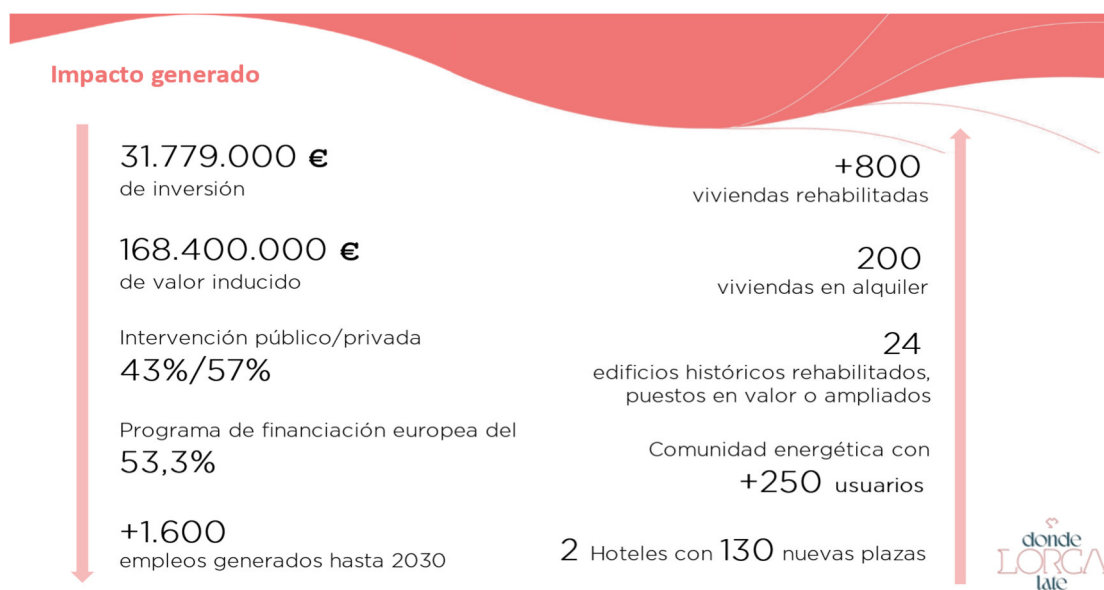 Impacto generado
31.779.000 €
de inversión
168.400.000 €
de valor inducido
Intervención público/privada
43%/57%
Programa de financiación europea del
53,3%
+1.600
empleos generados hasta 2030
+800
viviendas rehabilitadas
200
viviendas en alquiler
24
edificios históricos rehabilitados,
puestos en valor o ampliados
Comunidad energética con
+250 usuarios
2 Hoteles con 130 nuevas plazas
donde
LORCA
late